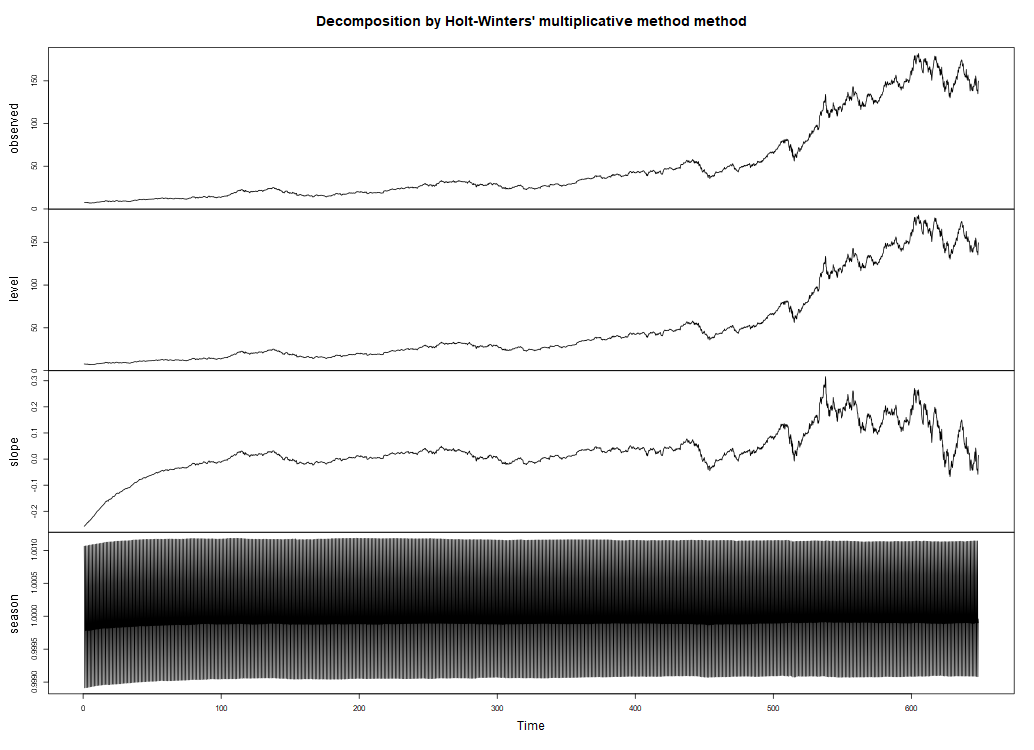 Decomposition by Holt-Winters' multiplicative method method
observed
0
50
100
150
level
0
50
100
150
slope
-0.2
-0.1
0.0
0.1
0.2
0.3
season
0.9990
0.9995
1.0000
1.0005
1.0010
0 100 200 300 400 500 600
Time